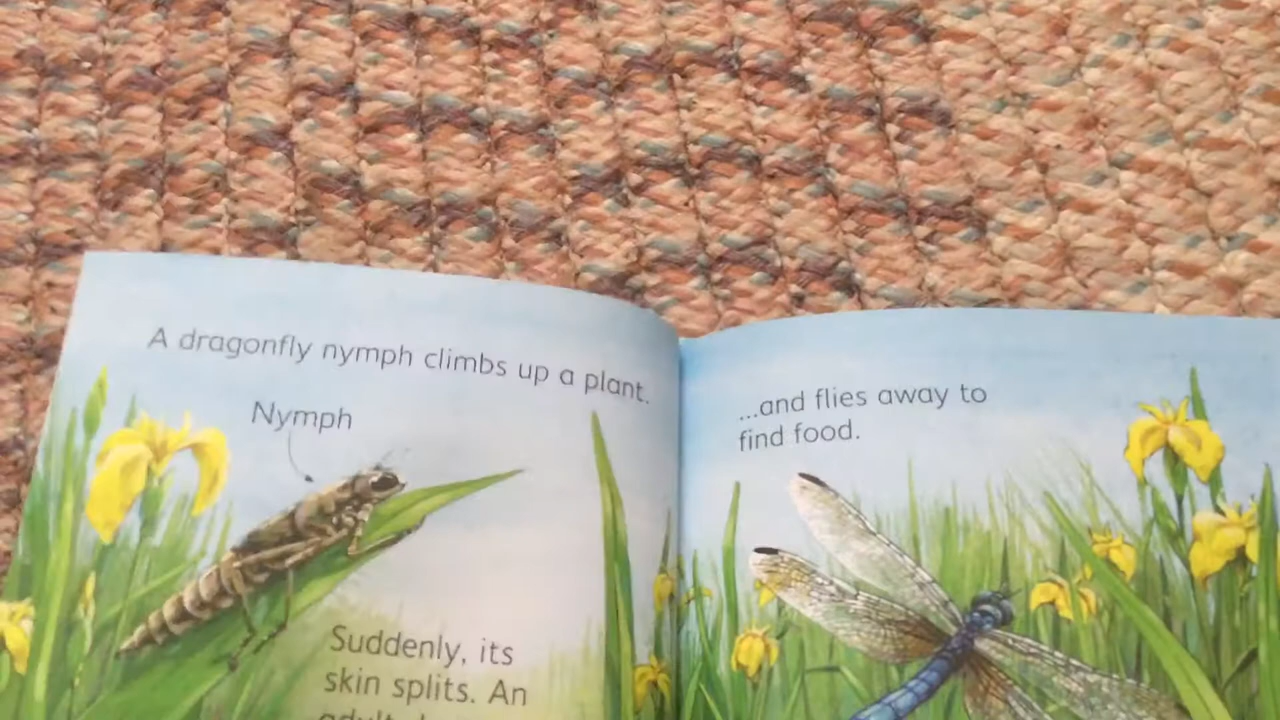 A dragonfly nymph climbs up a plant.
Nymph
Suddenly, its
skin splits. An
...and flies away to
find food.